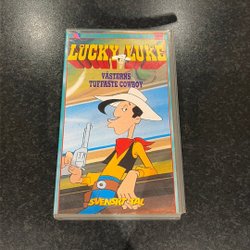 LUCKY LUKE
VÄSTERNS
TUFFASTE COWBOY
SVENSKT TAL